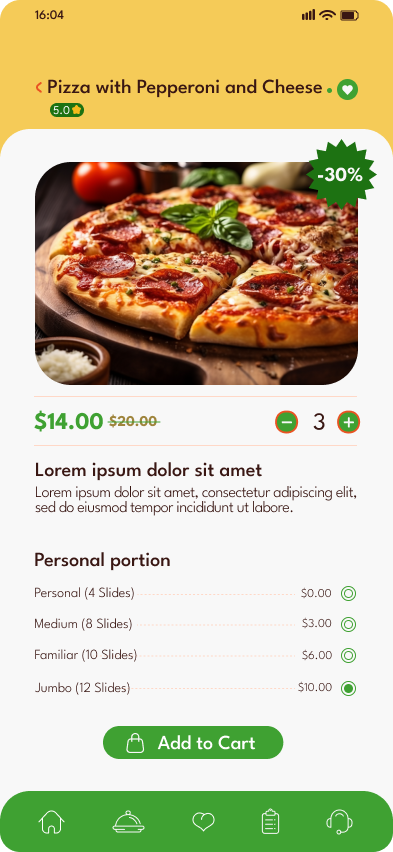 16:04
Pizza with Pepperoni and Cheese
5.0
-30%
$14.00 $20.00
3
Lorem ipsum dolor sit amet
Lorem ipsum dolor sit amet, consectetur adipiscing elit,
sed do eiusmod tempor incididunt ut labore.
Personal portion
Personal (4 Slides) $0.00
Medium (8 Slides) $3.00
Familiar (10 Slides) $6.00
Jumbo (12 Slides) $10.00
Add to Cart